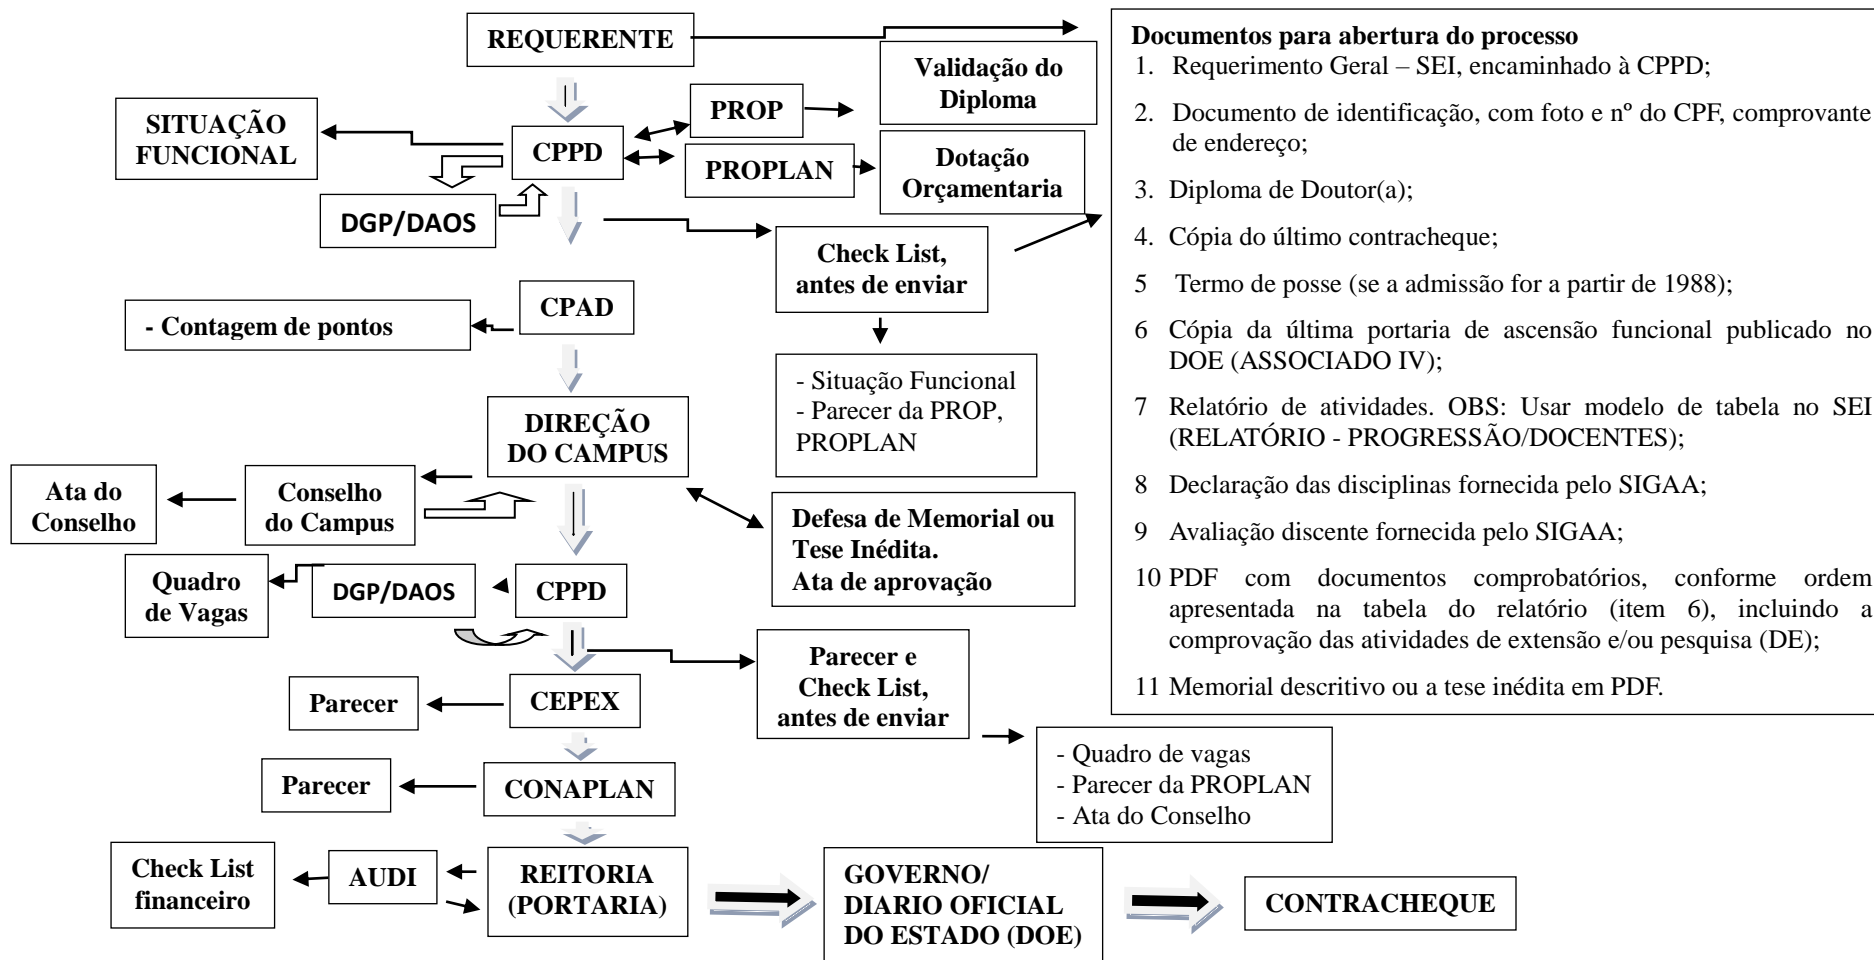 REQUERENTE
Validação do
Diploma
PROP
SITUAÇÃO
FUNCIONAL
CPPD
PROPLAN
Dotação
Orçamentaria
DGP/DAOS
Check List,
antes de enviar
CPAD
- Contagem de pontos
- Situação Funcional
- Parecer da PROP,
PROPLAN
DIREÇÃO
DO CAMPUS
Ata do
Conselho
Conselho
do Campus
Defesa de Memorial ou
Tese Inédita.
Ata de aprovação
Quadro
de Vagas
DGP/DAOS
CPPD
Parecer e
Check List,
antes de enviar
Parecer
CEPEX
- Quadro de vagas
- Parecer da PROPLAN
- Ata do Conselho
Parecer
CONAPLAN
Check List
financeiro
AUDI
REITORIA
(PORTARIA)
GOVERNO/
DIARIO OFICIAL
DO ESTADO (DOE)
CONTRACHEQUE
Documentos para abertura do processo
1. Requerimento Geral – SEI, encaminhado à CPPD;
2. Documento de identificação, com foto e nº do CPF, comprovante
de endereço;
3. Diploma de Doutor(a);
4. Cópia do último contracheque;
5 Termo de posse (se a admissão for a partir de 1988);
6 Cópia da última portaria de ascensão funcional publicado no
DOE (ASSOCIADO IV);
7 Relatório de atividades. OBS: Usar modelo de tabela no SEI
(RELATÓRIO - PROGRESSÃO/DOCENTES);
8 Declaração das disciplinas fornecida pelo SIGAA;
9 Avaliação discente fornecida pelo SIGAA;
10 PDF com documentos comprobatórios, conforme ordem
apresentada na tabela do relatório (item 6), incluindo a
comprovação das atividades de extensão e/ou pesquisa (DE);
11 Memorial descritivo ou a tese inédita em PDF.